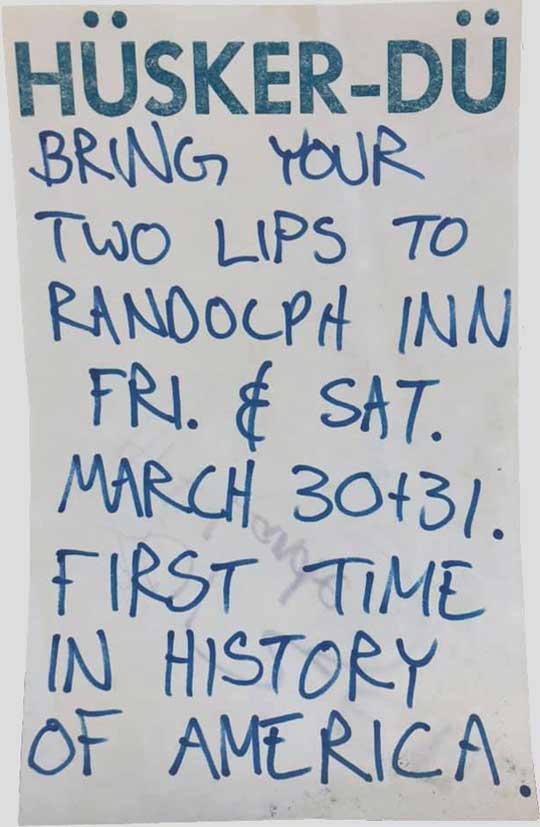 HÜSKER-DÜ
BRING YOUR
TWO LIPS TO
RANDOLPH INN
FRI. & SAT.
MARCH 30+31.
FIRST TIME
IN HISTORY
OF AMERICA.